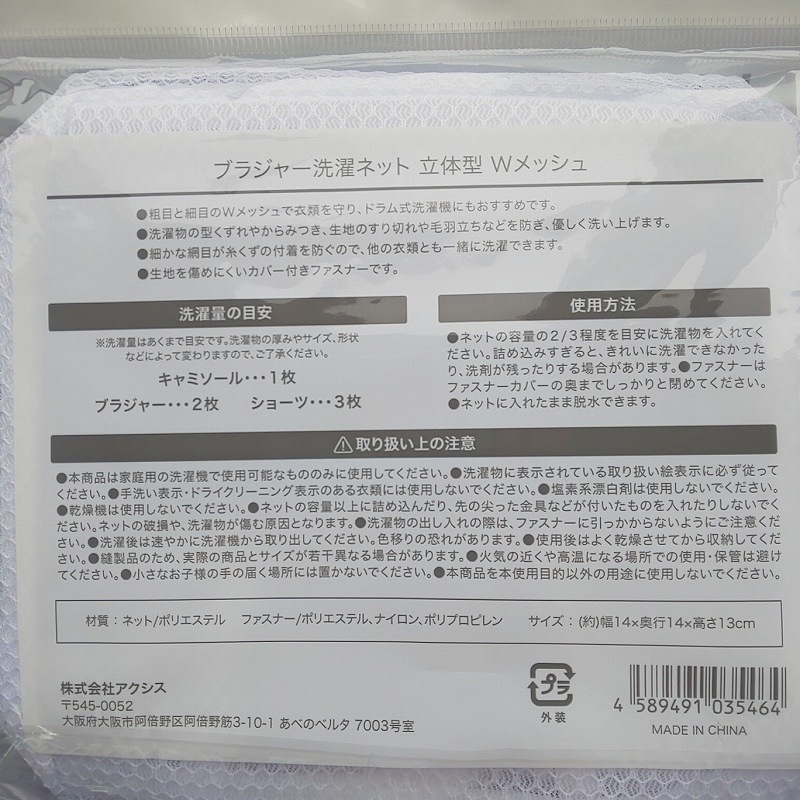 ブラジャー洗濯ネット 立体型 Wメッシュ
●粗目と細目のWメッシュで衣類を守り、ドラム式洗濯機にもおすすめです。
●洗濯物の型くずれやからみつき、生地のすり切れや毛羽立ちなどを防ぎ、優しく洗い上げます。
●細かな網目が糸くずの付着を防ぐので、他の衣類とも一緒に洗濯できます。
●生地を傷めにくいカバー付きファスナーです。
洗濯量の目安
※洗濯量はあくまで目安です。洗濯物の厚みやサイズ、形状
などによって変わりますので、ご了承ください。
キャミソール・・・1枚
ブラジャー・・・2枚 ショーツ・・・3枚
使用方法
●ネットの容量の2/3程度を目安に洗濯物を入れてく
ださい。詰め込みすぎると、きれいに洗濯できなかった
り、洗剤が残ったりする場合があります。●ファスナーは
ファスナーカバーの奥までしっかりと閉めてください。
●ネットに入れたまま脱水できます。
⚠取り扱い上の注意
●本商品は家庭用の洗濯機で使用可能なもののみに使用してください。●洗濯物に表示されている取り扱い絵表示に必ず従って
ください。●手洗い表示・ドライクリーニング表示のある衣類には使用しないでください。●塩素系漂白剤は使用しないでください。
●乾燥機は使用しないでください。●ネットの容量以上に詰め込んだり、先の尖った金具などが付いたものを入れたりしないでくだ
さい。ネットの破損や、洗濯物が傷む原因となります。●洗濯物の出し入れの際は、ファスナーに引っかからないようにご注意くださ
い。●洗濯後は速やかに洗濯機から取り出してください。色移りの恐れがあります。●使用後はよく乾燥させてから収納してくださ
い。●縫製品のため、実際の商品とサイズが若干異なる場合があります。●火気の近くや高温になる場所での使用・保管は避け
てください。●小さなお子様の手の届く場所には置かないでください。●本商品を本使用目的以外の用途に使用しないでください。
材質：ネット/ポリエステル ファスナー/ポリエステル、ナイロン、ポリプロピレン サイズ：(約)幅14×奥行14×高さ13cm
株式会社アクシス
〒545-0052
大阪府大阪市阿倍野区阿倍野筋3-10-1 あべのベルタ 7003号室
プラ
外装
4 589491 035464
MADE IN CHINA